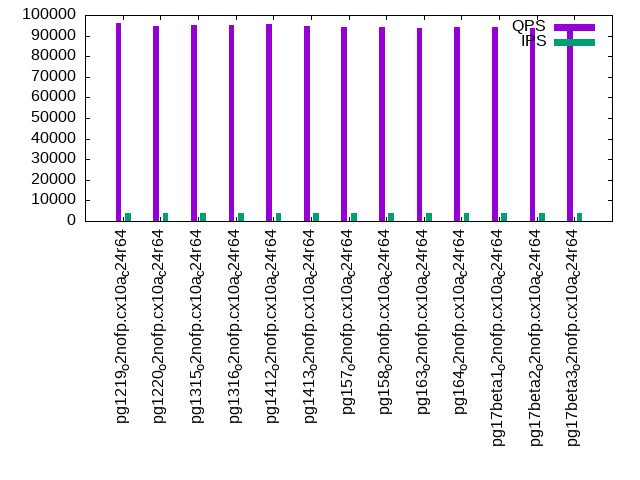 100000
90000
80000
70000
60000
50000
40000
30000
20000
10000
0
QPS
IPS
pg1219o2nofp.cx10ac24r64
pg1220o2nofp.cx10ac24r64
pg1315o2nofp.cx10ac24r64
pg1316o2nofp.cx10ac24r64
pg1412o2nofp.cx10ac24r64
pg1413o2nofp.cx10ac24r64
pg157o2nofp.cx10ac24r64
pg158o2nofp.cx10ac24r64
pg163o2nofp.cx10ac24r64
pg164o2nofp.cx10ac24r64
pg17beta1o2nofp.cx10ac24r64
pg17beta2o2nofp.cx10ac24r64
pg17beta3o2nofp.cx10ac24r64